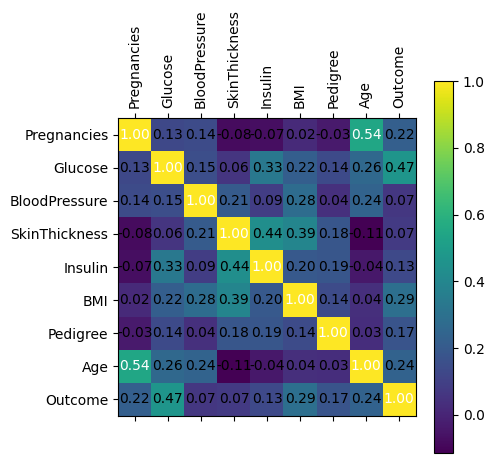 Pregnancies Glucose BloodPressure SkinThickness Insulin BMI Pedigree Age Outcome
Pregnancies 1.00 0.13 0.14 -0.08 -0.07 0.02 -0.03 0.54 0.22
Glucose 0.13 1.00 0.15 0.06 0.33 0.22 0.14 0.26 0.47
BloodPressure 0.14 0.15 1.00 0.21 0.09 0.28 0.04 0.24 0.07
SkinThickness -0.08 0.06 0.21 1.00 0.44 0.39 0.18 -0.11 0.07
Insulin -0.07 0.33 0.09 0.44 1.00 0.20 0.19 -0.04 0.13
BMI 0.02 0.22 0.28 0.39 0.20 1.00 0.14 0.04 0.29
Pedigree -0.03 0.14 0.04 0.18 0.19 0.14 1.00 0.03 0.17
Age 0.54 0.26 0.24 -0.11 -0.04 0.04 0.03 1.00 0.24
Outcome 0.22 0.47 0.07 0.07 0.13 0.29 0.17 0.24 1.00
1.0
0.8
0.6
0.4
0.2
0.0